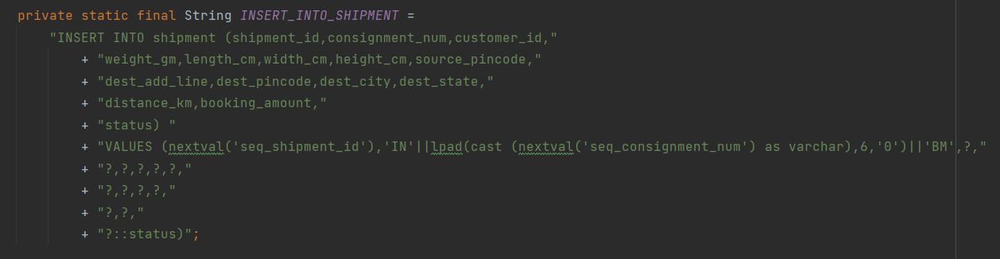 private static final String INSERT_INTO_SHIPMENT =
"INSERT INTO shipment (shipment_id,consignment_num,customer_id,"
+ "weight_gm,length_cm,width_cm,height_cm,source_pincode,"
+ "dest_add_line,dest_pincode,dest_city,dest_state,"
+ "distance_km,booking_amount,"
+ "status) "
+ "VALUES (nextval('seq_shipment_id'),'IN'||lpad(cast (nextval('seq_consignment_num') as varchar),6,'0')||'BM',?,"
+ "?,?,?,?,?,"
+ "?,?,?,?,"
+ "?,?,"
+ "?::status)";